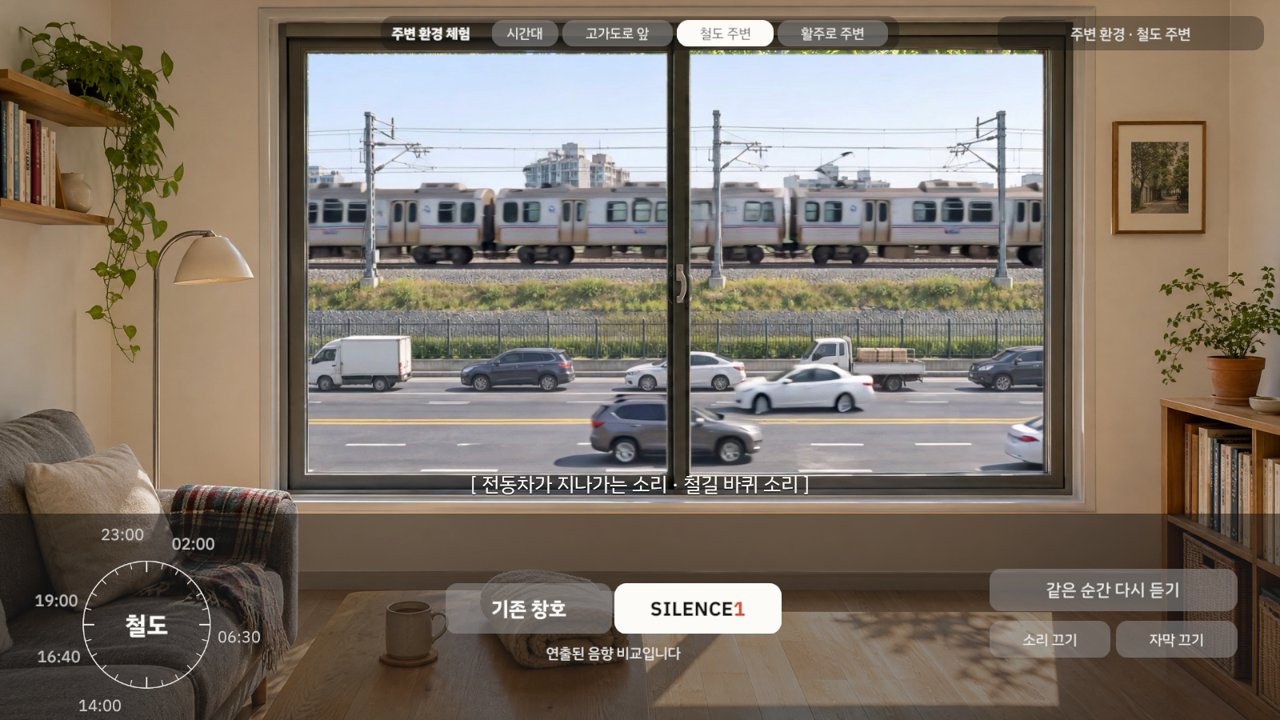 주변 환경 체험
시간대
고가도로 앞
철도 주변
활주로 주변
주변 환경 · 철도 주변
[ 전동차가 지나가는 소리 · 철길 바퀴 소리 ]
23:00
02:00
19:00
철도
06:30
16:40
14:00
기존 창호
SILENCE1
연출된 음향 비교입니다
같은 순간 다시 듣기
소리 끄기
자막 끄기